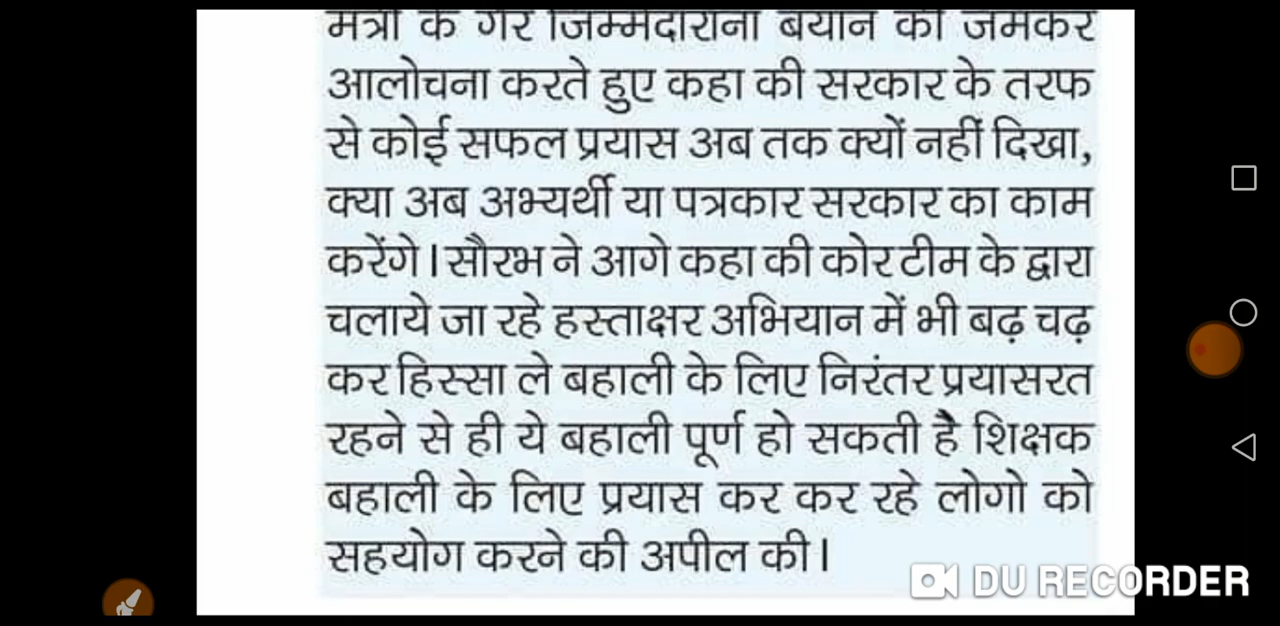 मंत्री के गैर जिम्मेदाराना बयान की जमकर
आलोचना करते हुए कहा की सरकार के तरफ
से कोई सफल प्रयास अब तक क्यों नहीं दिखा,
क्या अब अभ्यर्थी या पत्रकार सरकार का काम
करेंगे। सौरभ ने आगे कहा की कोर टीम के द्वारा
चलाये जा रहे हस्ताक्षर अभियान में भी बढ़ चढ़
कर हिस्सा ले बहाली के लिए निरंतर प्रयासरत
रहने से ही ये बहाली पूर्ण हो सकती है शिक्षक
बहाली के लिए प्रयास कर कर रहे लोगो को
सहयोग करने की अपील की।
DU RECORDER